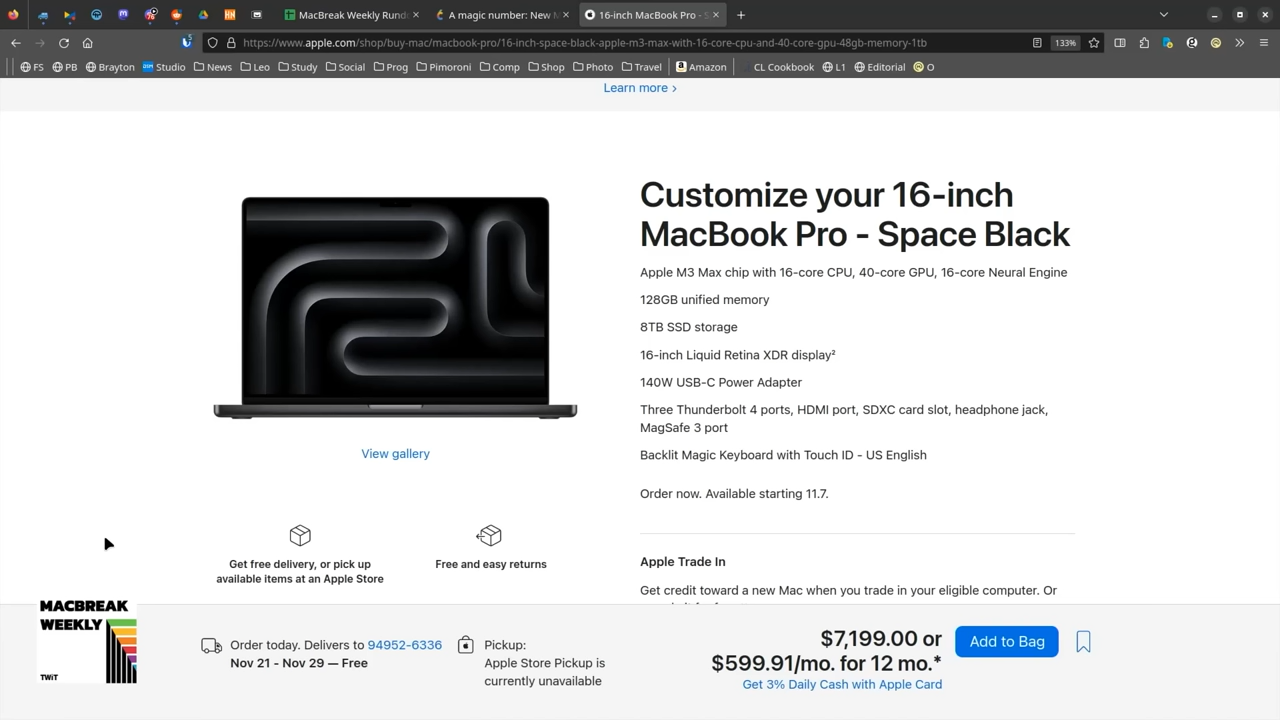 MacBreak Weekly Rund
A magic number: New M
16-inch MacBook Pro - S
https://www.apple.com/shop/buy-mac/macbook-pro/16-inch-space-black-apple-m3-max-with-16-core-cpu-and-40-core-gpu-48gb-memory-1tb
133%
FS
PB
Brayton
Studio
News
Leo
Study
Social
Prog
Pimoroni
Comp
Shop
Photo
Travel
Amazon
CL Cookbook
L1
Editorial
O
Learn more >
Customize your 16-inch
MacBook Pro - Space Black
Apple M3 Max chip with 16-core CPU, 40-core GPU, 16-core Neural Engine
128GB unified memory
8TB SSD storage
16-inch Liquid Retina XDR display²
140W USB-C Power Adapter
Three Thunderbolt 4 ports, HDMI port, SDXC card slot, headphone jack,
MagSafe 3 port
Backlit Magic Keyboard with Touch ID - US English
Order now. Available starting 11.7.
View gallery
Get free delivery, or pick up
available items at an Apple Store
Free and easy returns
Apple Trade In
Get credit toward a new Mac when you trade in your eligible computer. Or
MACBREAK
WEEKLY
TWiT
Order today. Delivers to 94952-6336
Nov 21 - Nov 29 — Free
Pickup:
Apple Store Pickup is
currently unavailable
$7,199.00 or
$599.91/mo. for 12 mo.*
Get 3% Daily Cash with Apple Card
Add to Bag